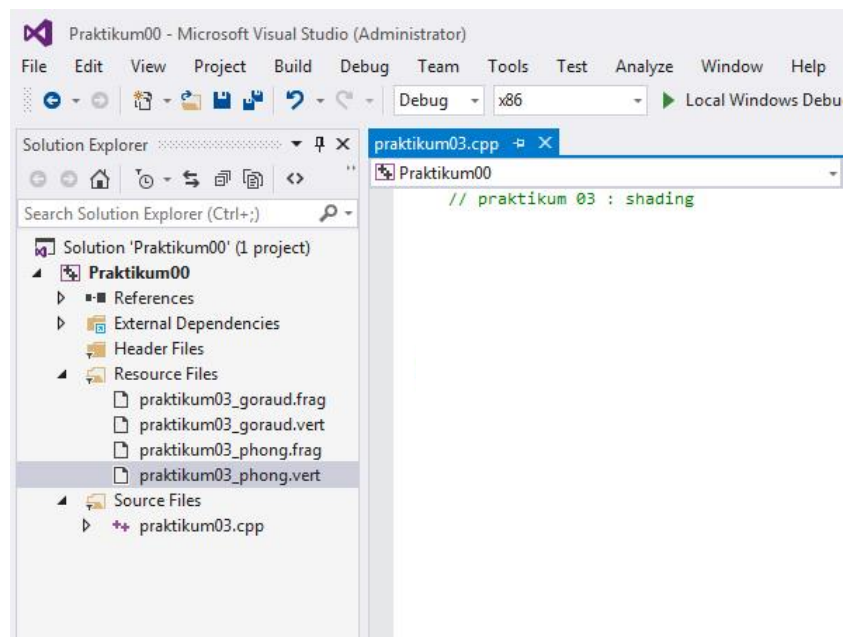 Praktikum00 - Microsoft Visual Studio (Administrator)
File Edit View Project Build Debug Team Tools Test Analyze Window Help
Debug x86 Local Windows Debu
Solution Explorer
praktikum03.cpp
Praktikum00
Search Solution Explorer (Ctrl+;)
// praktikum 03 : shading
Solution 'Praktikum00' (1 project)
Praktikum00
References
External Dependencies
Header Files
Resource Files
praktikum03_goraud.frag
praktikum03_goraud.vert
praktikum03_phong.frag
praktikum03_phong.vert
Source Files
praktikum03.cpp